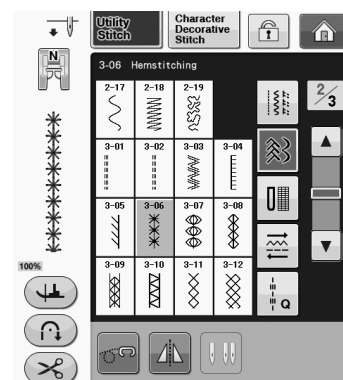 Utility
Stitch
Character
Decorative
Stitch
N
3-06 Hemstitching
2/3
2-17 2-18 2-19
3-01 3-02 3-03 3-04
3-05 3-06 3-07 3-08
3-09 3-10 3-11 3-12
100%
Q